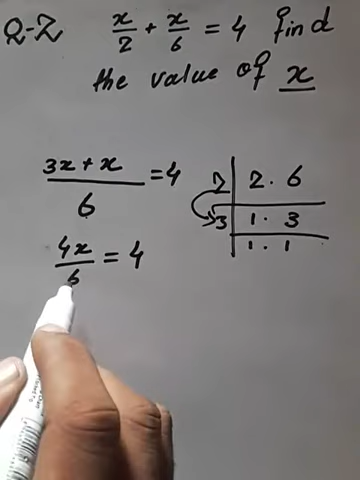 Q-2 x/2 + x/6 = 4 find
the value of x
3x + x / 6 = 4
4x / 6 = 4
2 | 2 . 6
3 | 1 . 3
1 . 1